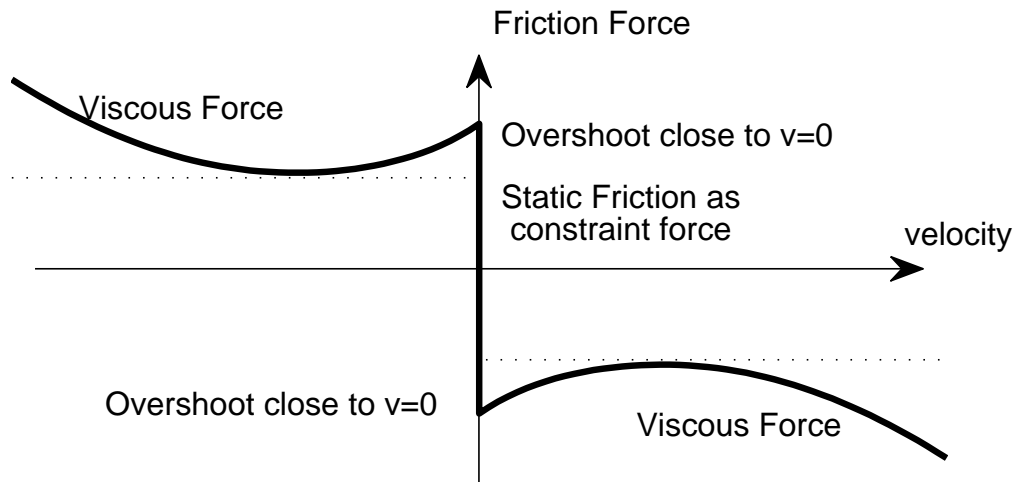 Friction Force
Viscous Force
Overshoot close to v=0
Static Friction as
constraint force
velocity
Overshoot close to v=0
Viscous Force